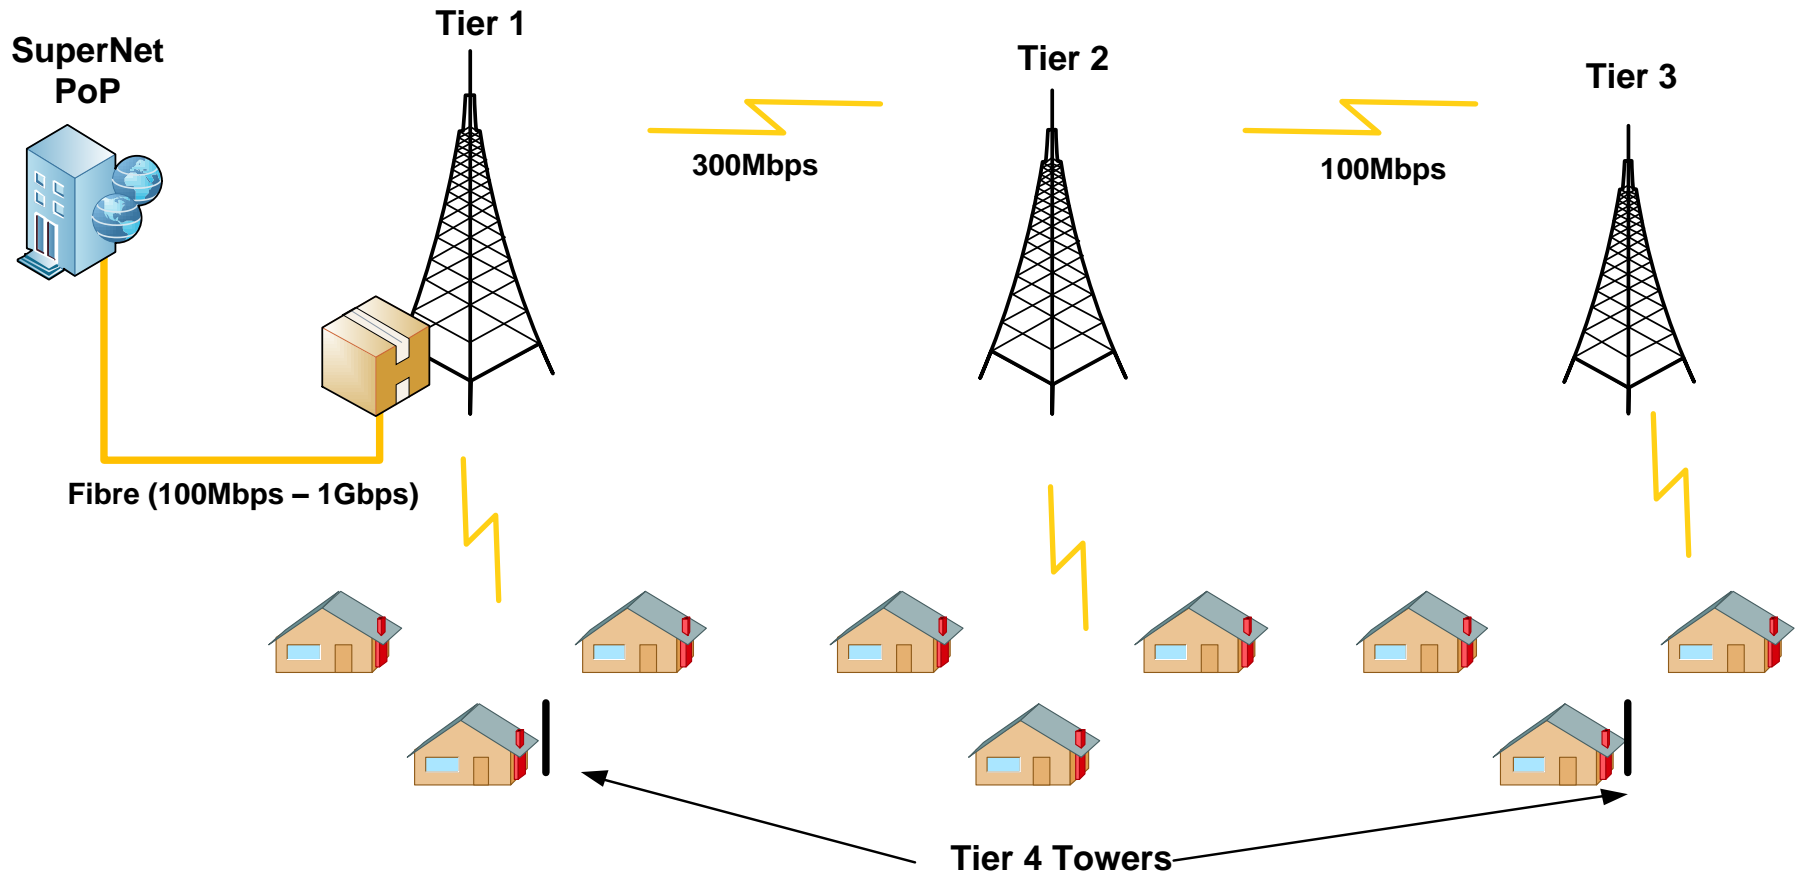 Tier 1
SuperNet
PoP
Tier 2
Tier 3
300Mbps
100Mbps
Fibre (100Mbps – 1Gbps)
Tier 4 Towers